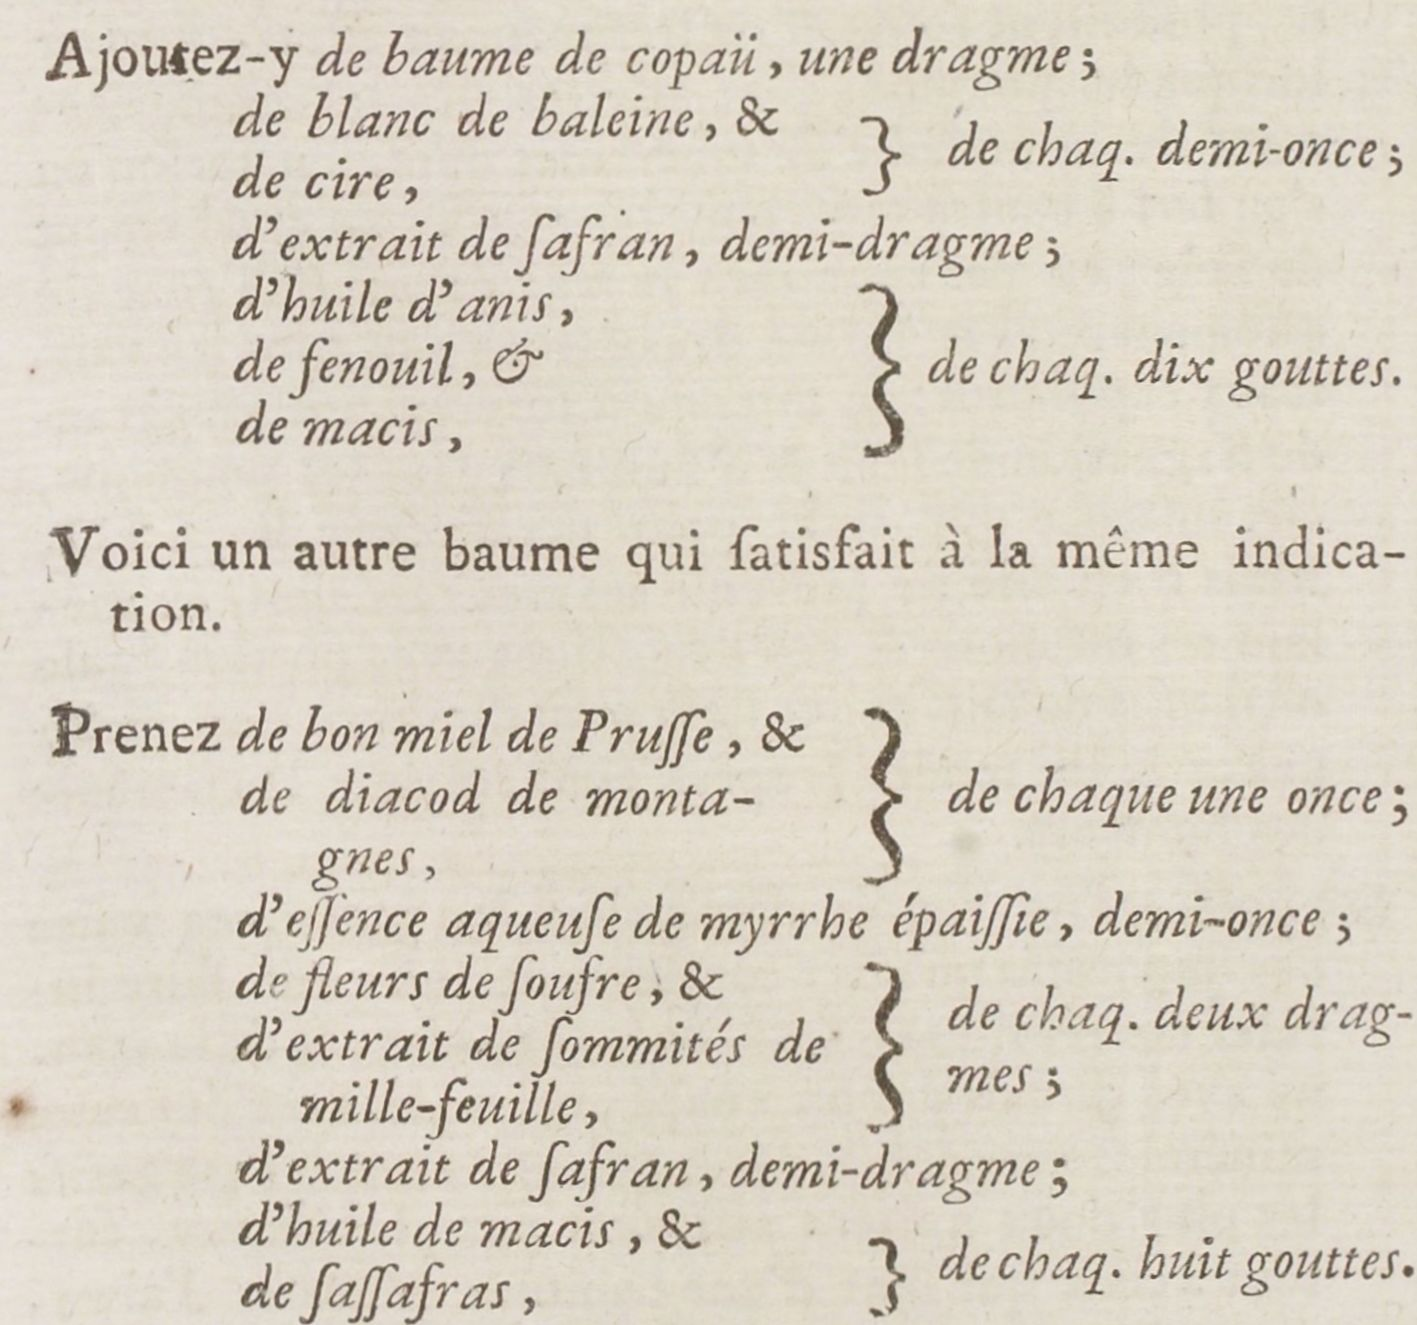 Ajoutez-y de baume de copaü, une dragme;
de blanc de baleine, &
} de chaq. demi-once;
de cire,
d'extrait de ſafran, demi-dragme;
d'huile d'anis,
de fenouil, &
} de chaq. dix gouttes.
de macis,
Voici un autre baume qui ſatisfait à la même indica-
tion.
Prenez de bon miel de Pruſſe, &
de diacod de monta-
} de chaque une once;
gnes,
d'eſſence aqueuſe de myrrhe épaiſſie, demi-once;
de fleurs de ſoufre, &
d'extrait de ſommités de
mille-feuille,
} de chaq. deux drag-
mes;
d'extrait de ſafran, demi-dragme;
d'huile de macis, &
de ſaſſafras,
} de chaq. huit gouttes.